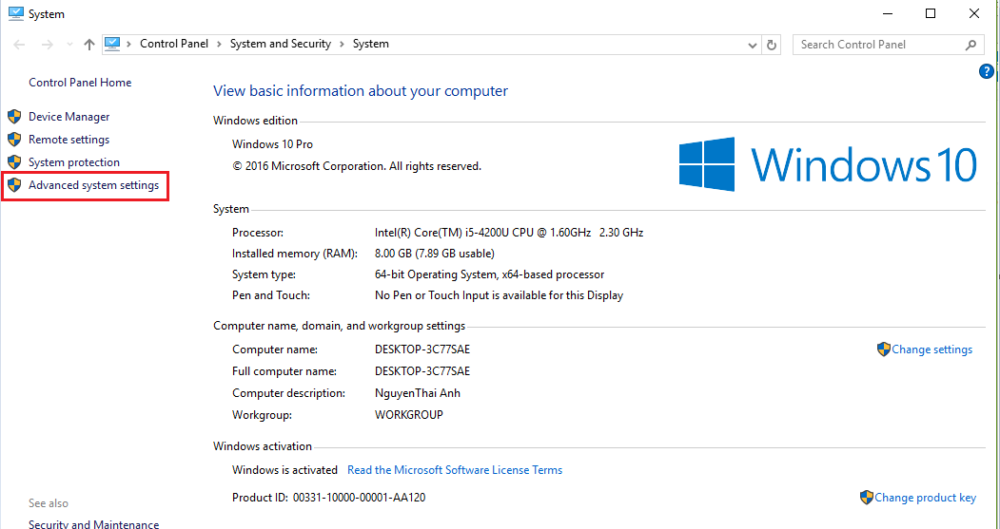 System
Control Panel > System and Security > System
Search Control Panel
?
Control Panel Home
Device Manager
Remote settings
System protection
Advanced system settings
View basic information about your computer
Windows edition
Windows 10 Pro
© 2016 Microsoft Corporation. All rights reserved.
Windows 10
System
Processor: Intel(R) Core(TM) i5-4200U CPU @ 1.60GHz 2.30 GHz
Installed memory (RAM): 8.00 GB (7.89 GB usable)
System type: 64-bit Operating System, x64-based processor
Pen and Touch: No Pen or Touch Input is available for this Display
Computer name, domain, and workgroup settings
Computer name: DESKTOP-3C77SAE
Change settings
Full computer name: DESKTOP-3C77SAE
Computer description: NguyenThai Anh
Workgroup: WORKGROUP
Windows activation
Windows is activated Read the Microsoft Software License Terms
Product ID: 00331-10000-00001-AA120
Change product key
See also
Security and Maintenance